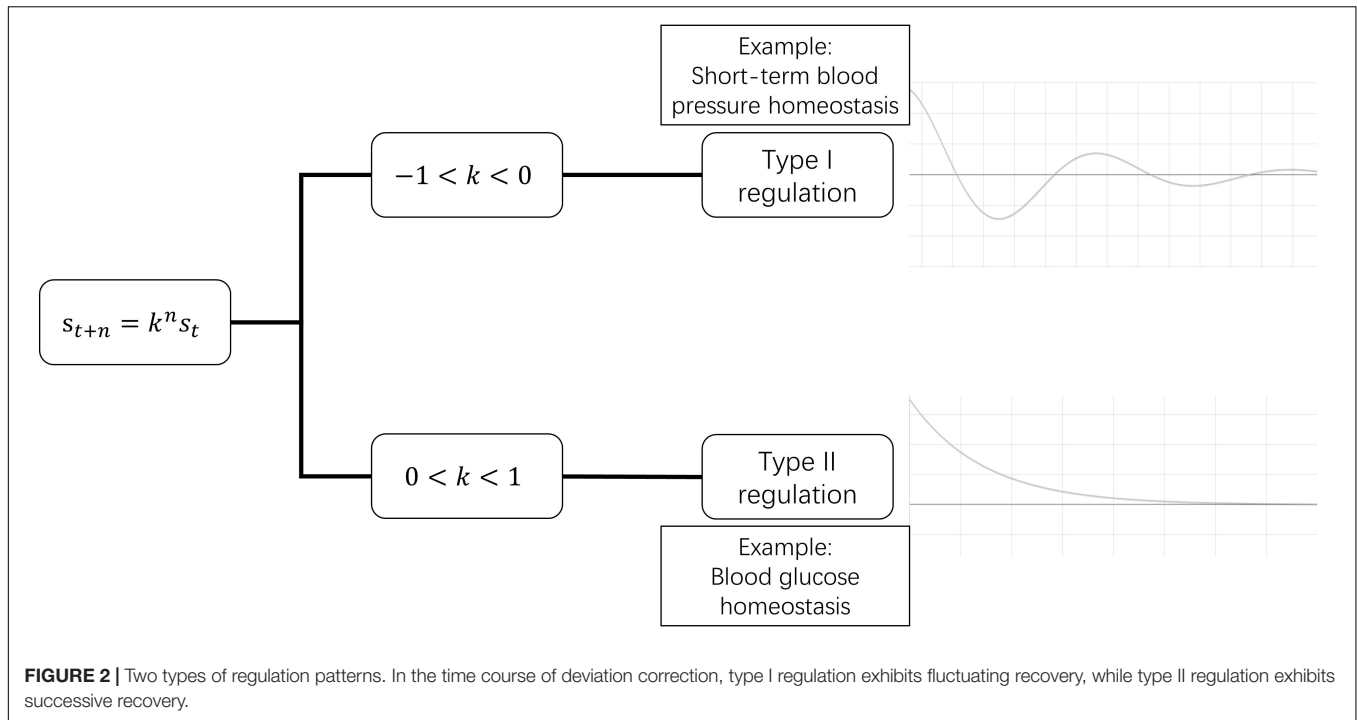 Example:
Short-term blood
pressure homeostasis
−1 < k < 0
Type I
regulation
sₜ₊ₙ = kⁿsₜ
0 < k < 1
Type II
regulation
Example:
Blood glucose
homeostasis
FIGURE 2 | Two types of regulation patterns. In the time course of deviation correction, type I regulation exhibits fluctuating recovery, while type II regulation exhibits
successive recovery.